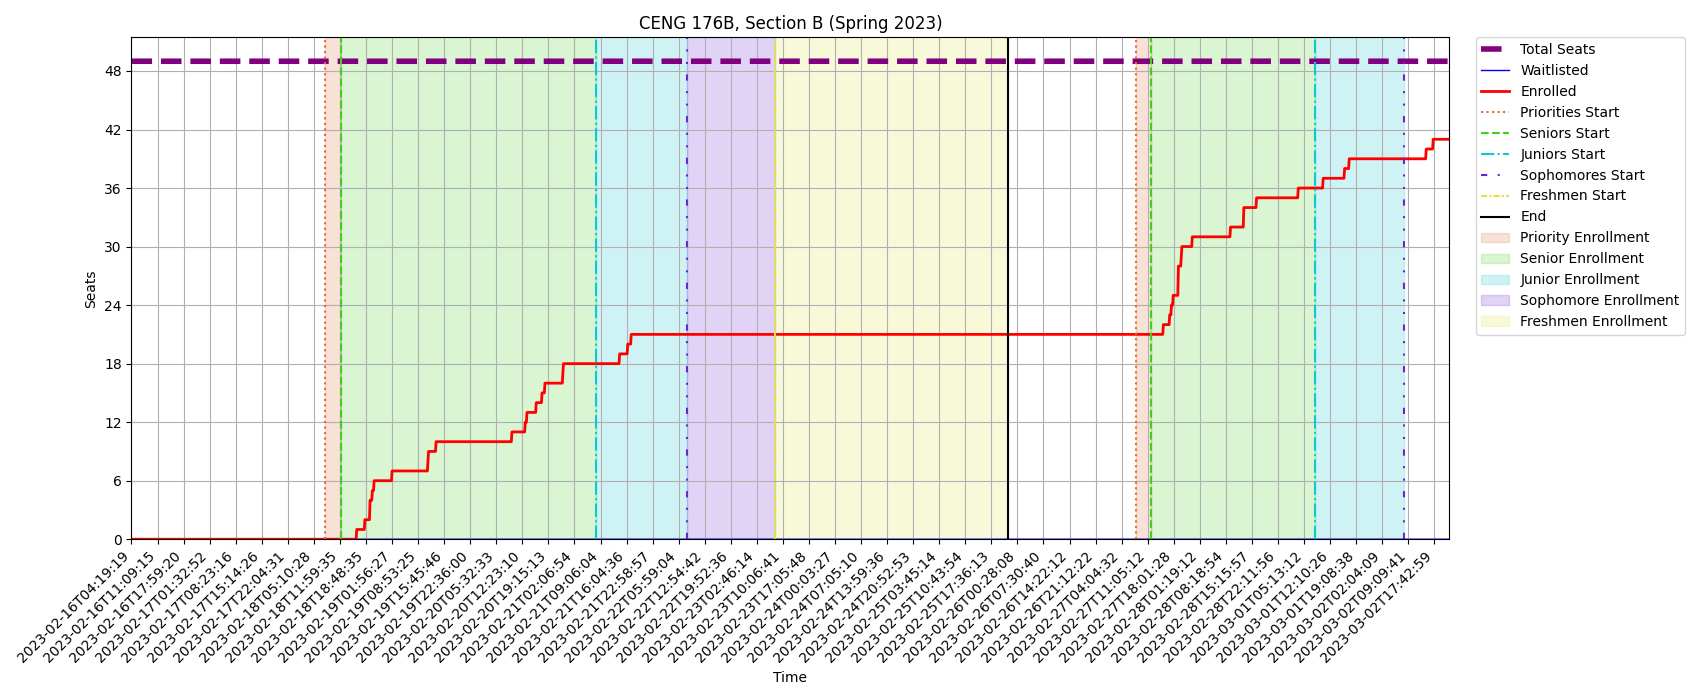 CENG 176B, Section B (Spring 2023)
Seats
48
42
36
30
24
18
12
6
0
2023-02-16T04:19:19
2023-02-16T11:09:15
2023-02-16T17:59:20
2023-02-17T01:32:52
2023-02-17T08:23:16
2023-02-17T15:14:26
2023-02-17T22:04:31
2023-02-18T05:10:28
2023-02-18T11:59:35
2023-02-18T18:48:35
2023-02-19T01:56:27
2023-02-19T08:53:25
2023-02-19T15:45:46
2023-02-19T22:36:00
2023-02-20T05:32:33
2023-02-20T12:23:10
2023-02-20T19:15:13
2023-02-21T02:06:54
2023-02-21T09:06:04
2023-02-21T16:04:36
2023-02-21T22:58:57
2023-02-22T05:59:04
2023-02-22T12:54:42
2023-02-22T19:52:36
2023-02-23T02:46:14
2023-02-23T10:06:41
2023-02-23T17:05:48
2023-02-24T00:03:27
2023-02-24T07:05:10
2023-02-24T13:59:36
2023-02-24T20:52:53
2023-02-25T03:45:14
2023-02-25T10:43:54
2023-02-25T17:36:13
2023-02-26T00:28:08
2023-02-26T07:30:40
2023-02-26T14:22:12
2023-02-26T21:12:22
2023-02-27T04:04:32
2023-02-27T11:05:12
2023-02-27T18:01:28
2023-02-28T01:19:12
2023-02-28T08:18:54
2023-02-28T15:15:57
2023-02-28T22:11:56
2023-03-01T05:13:12
2023-03-01T12:10:26
2023-03-01T19:08:38
2023-03-02T02:04:09
2023-03-02T09:09:41
2023-03-02T17:42:59
Time
Total Seats
Waitlisted
Enrolled
Priorities Start
Seniors Start
Juniors Start
Sophomores Start
Freshmen Start
End
Priority Enrollment
Senior Enrollment
Junior Enrollment
Sophomore Enrollment
Freshmen Enrollment